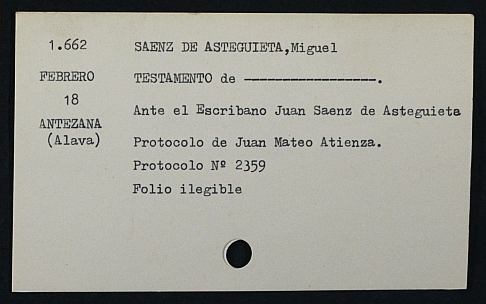 1.662
FEBRERO
18
ANTEZANA
(Alava)
SAENZ DE ASTEGUIETA,Miguel
TESTAMENTO de -----------------.
Ante el Escribano Juan Saenz de Asteguieta
Protocolo de Juan Mateo Atienza.
Protocolo Nº 2359
Folio ilegible